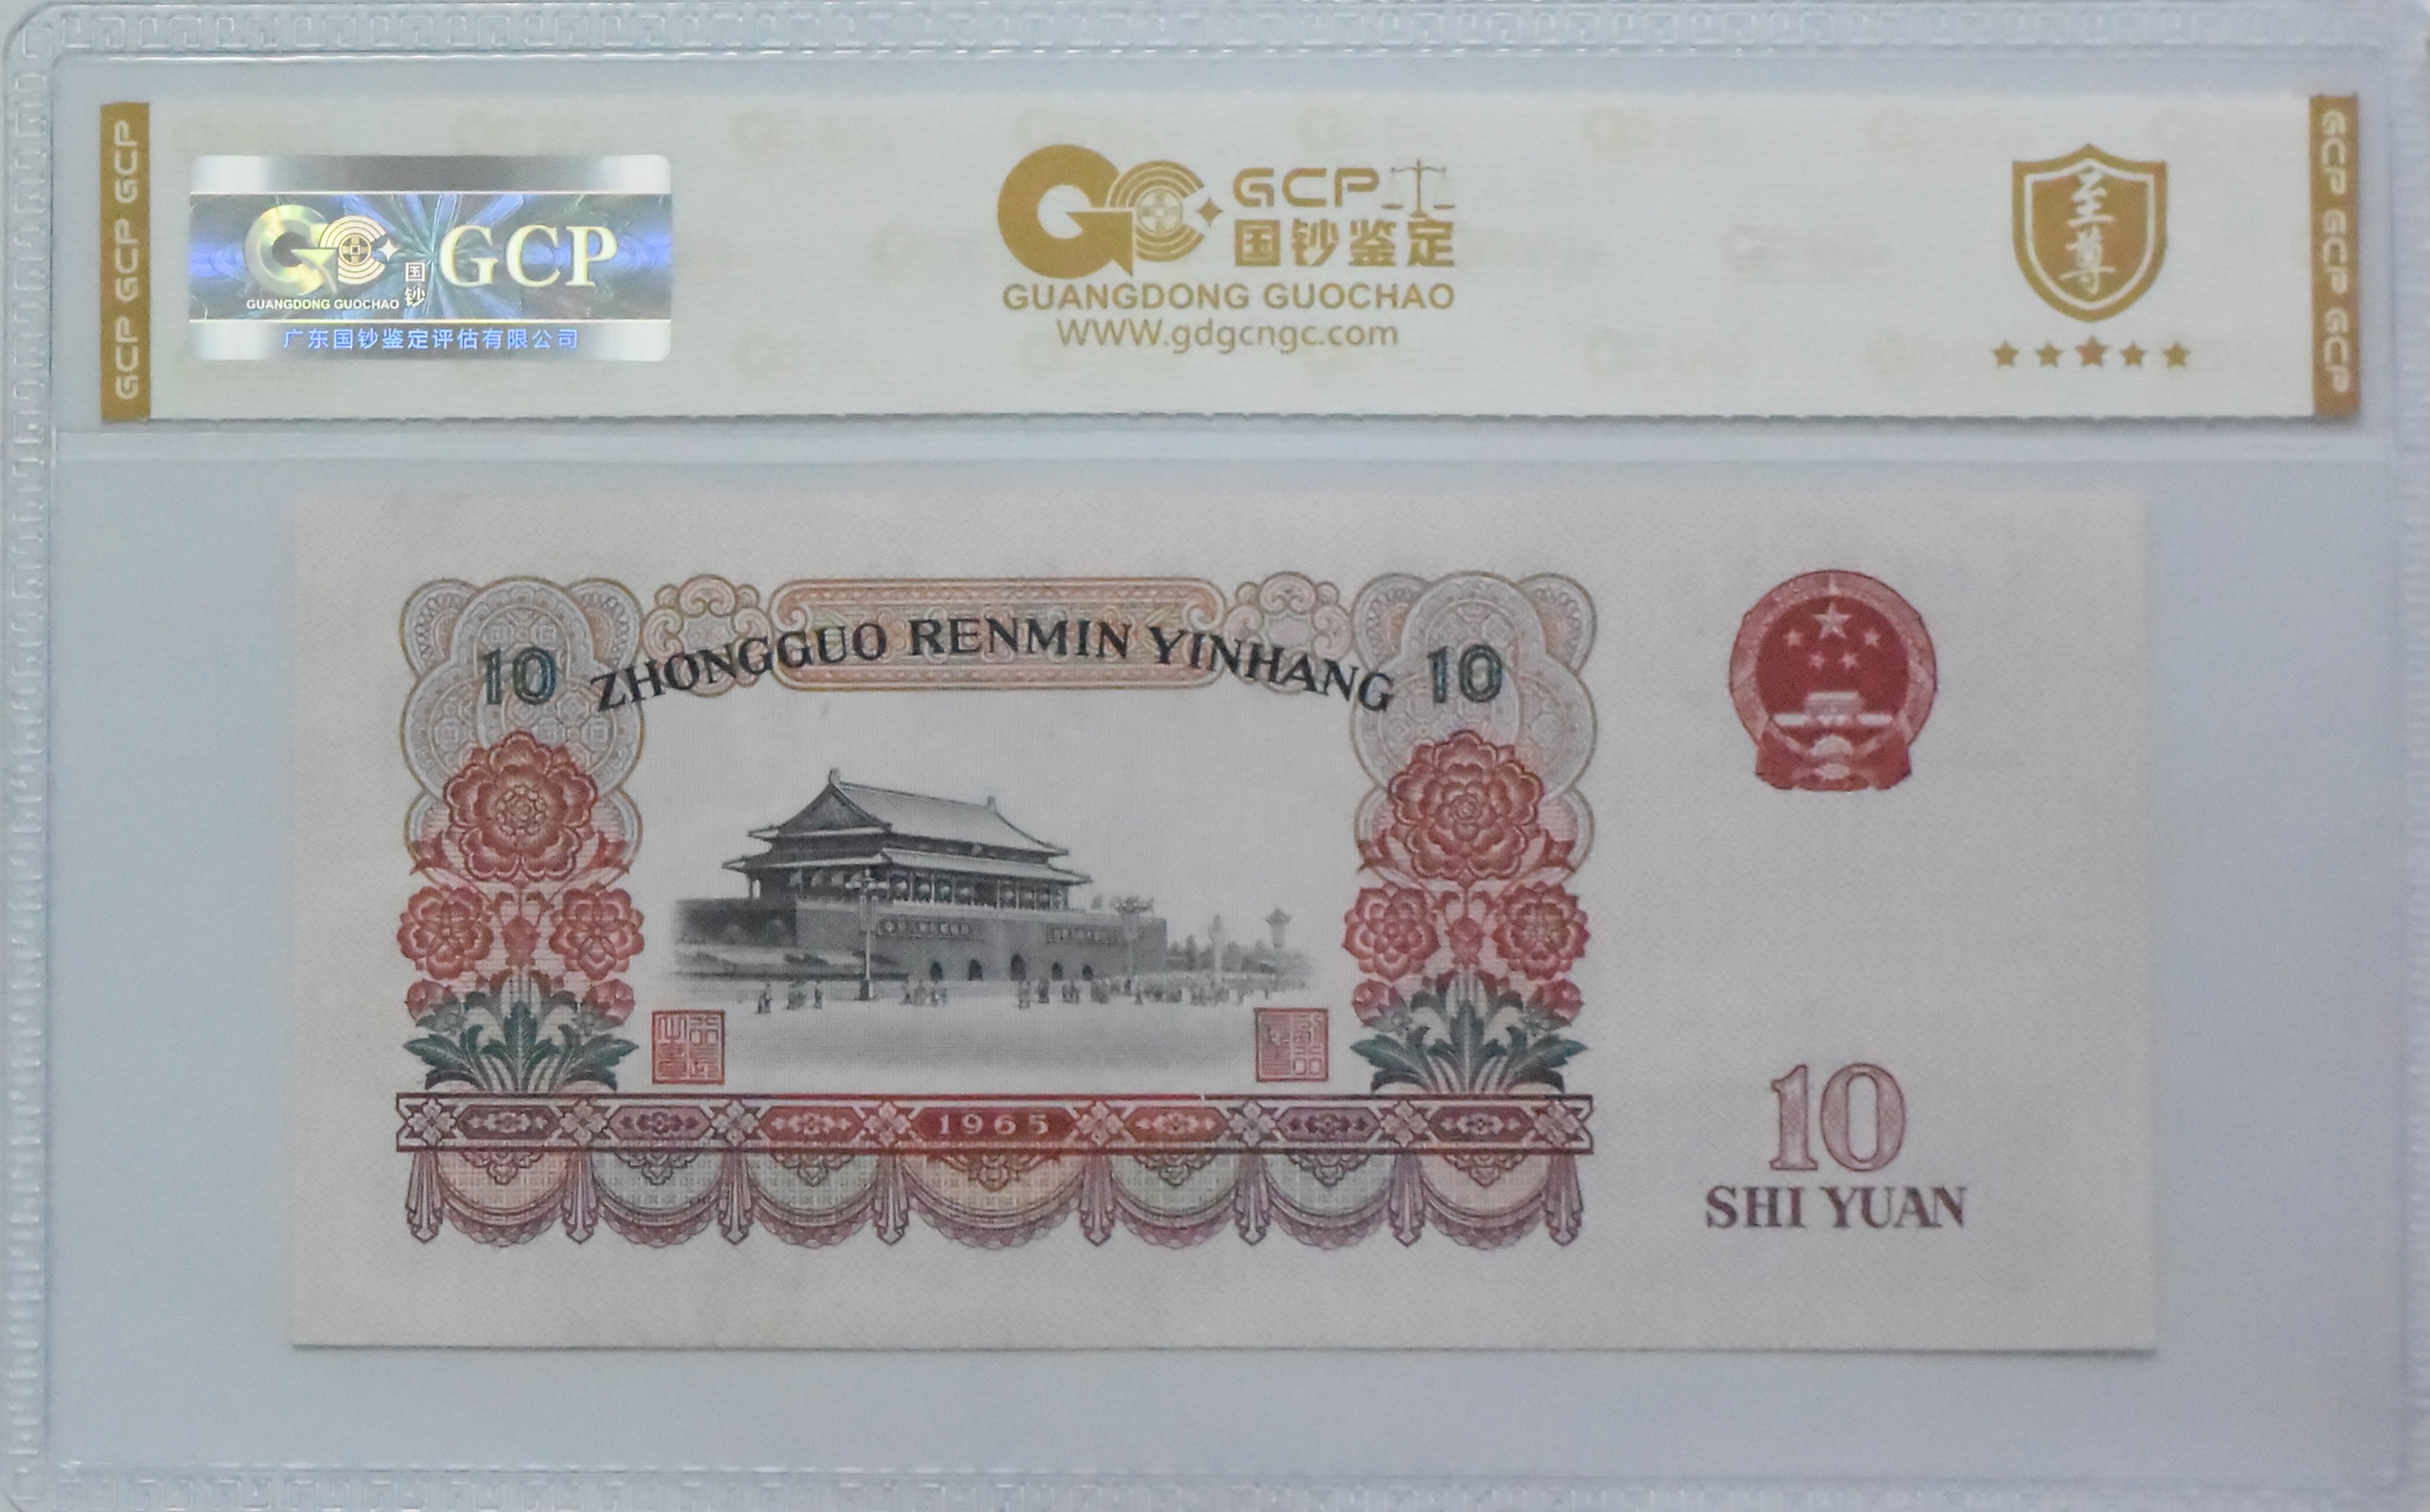 GCP GCP GCP
GCP
国钞
GUANGDONG GUOCHAO
广东国钞鉴定评估有限公司
GCP
国钞鉴定
GUANGDONG GUOCHAO
WWW.gdgcngc.com
至尊
GCP GCP GCP
10 ZHONGGUO RENMIN YINHANG 10
1965
10
SHI YUAN